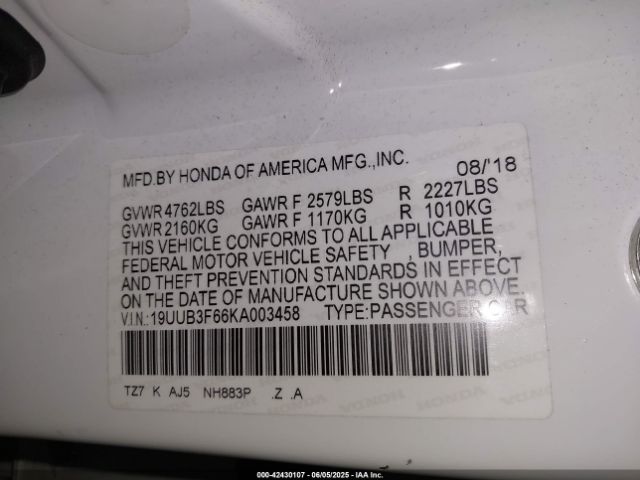 MFD.BY HONDA OF AMERICA MFG.,INC. 08/'18
GVWR 4762LBS GAWR F 2579LBS R 2227LBS
GVWR 2160KG GAWR F 1170KG R 1010KG
THIS VEHICLE CONFORMS TO ALL APPLICABLE
FEDERAL MOTOR VEHICLE SAFETY , BUMPER,
AND THEFT PREVENTION STANDARDS IN EFFECT
ON THE DATE OF MANUFACTURE SHOWN ABOVE.
V.I.N.:19UUB3F66KA003458 TYPE:PASSENGER
TZ7 K AJ5 NH883P .Z .A
000-42430107 - 06/05/2025 - IAA Inc.